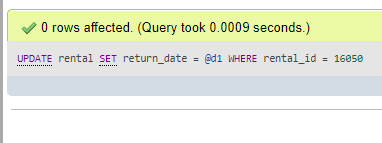 0 rows affected. (Query took 0.0009 seconds.)
UPDATE rental SET return_date = @d1 WHERE rental_id = 16050